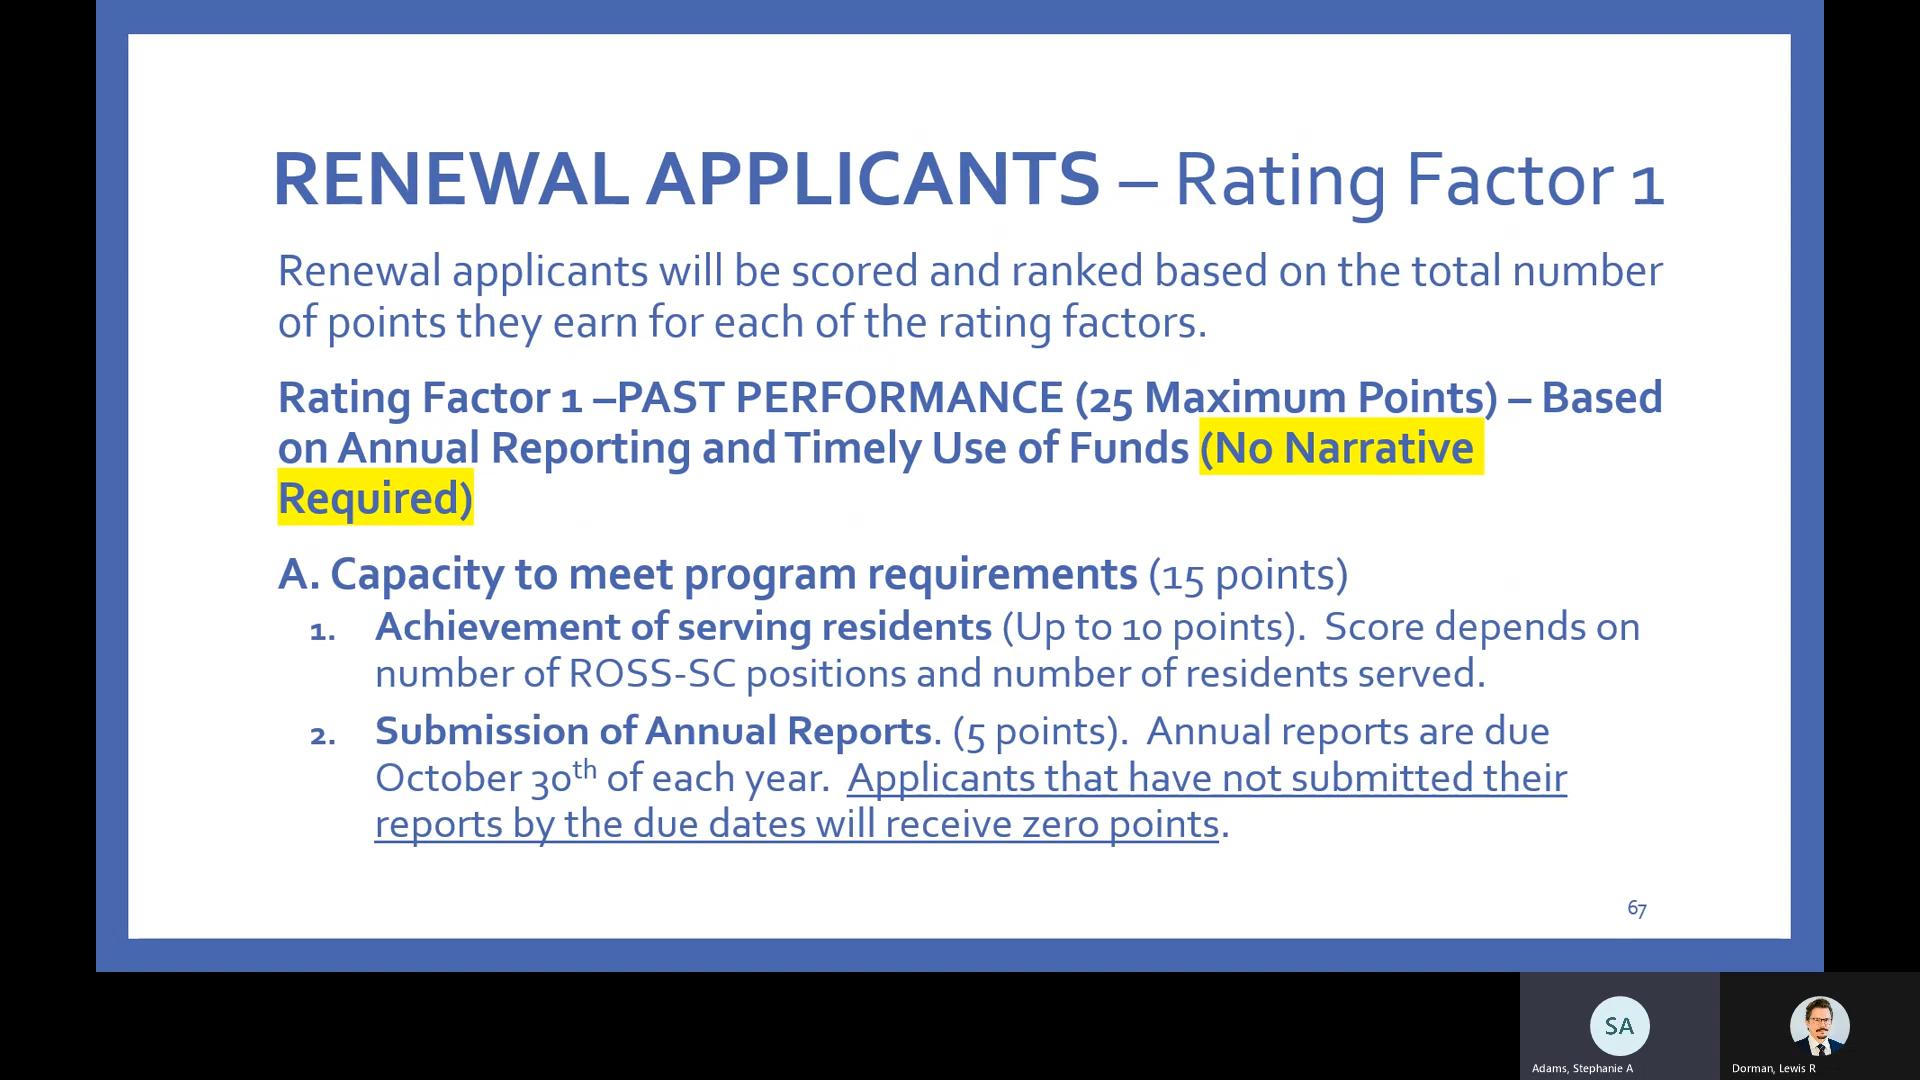 RENEWAL APPLICANTS – Rating Factor 1
Renewal applicants will be scored and ranked based on the total number
of points they earn for each of the rating factors.
Rating Factor 1 –PAST PERFORMANCE (25 Maximum Points) – Based
on Annual Reporting and Timely Use of Funds (No Narrative
Required)
A. Capacity to meet program requirements (15 points)
1. Achievement of serving residents (Up to 10 points).  Score depends on
number of ROSS-SC positions and number of residents served.
2. Submission of Annual Reports. (5 points).  Annual reports are due
October 30th of each year.  Applicants that have not submitted their
reports by the due dates will receive zero points.
67
SA
Adams, Stephanie A
Dorman, Lewis R